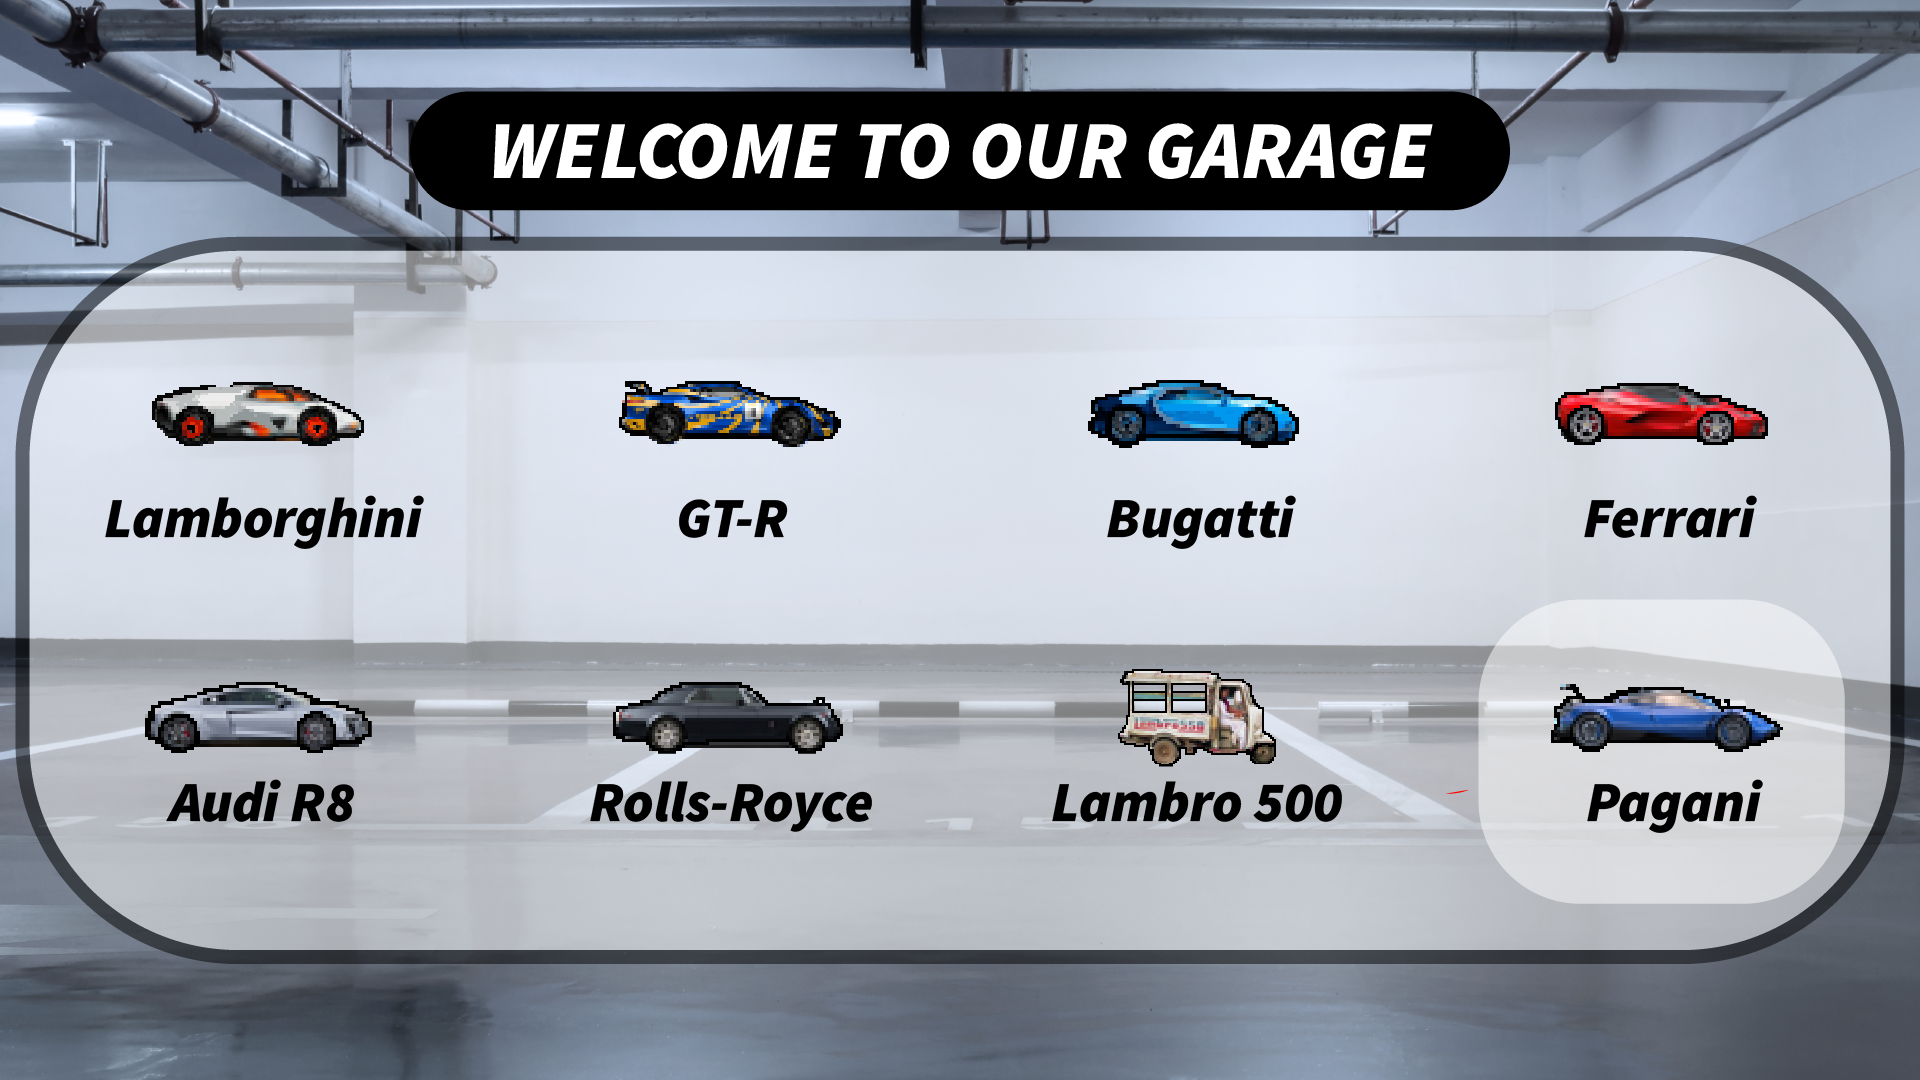 WELCOME TO OUR GARAGE
Lamborghini
GT-R
Bugatti
Ferrari
Audi R8
Rolls-Royce
Lambro 500
Pagani